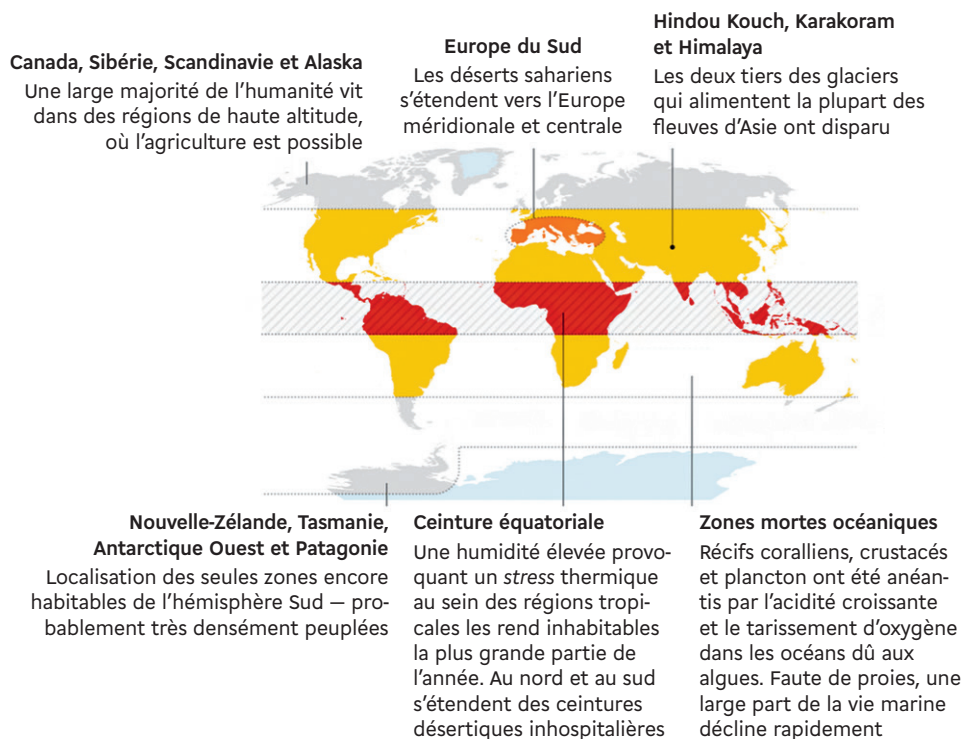 Canada, Sibérie, Scandinavie et Alaska
Une large majorité de l'humanité vit
dans des régions de haute altitude,
où l'agriculture est possible
Europe du Sud
Les déserts sahariens
s'étendent vers l'Europe
méridionale et centrale
Hindou Kouch, Karakoram
et Himalaya
Les deux tiers des glaciers
qui alimentent la plupart des
fleuves d'Asie ont disparu
Nouvelle-Zélande, Tasmanie,
Antarctique Ouest et Patagonie
Localisation des seules zones encore
habitables de l'hémisphère Sud — pro-
bablement très densément peuplées
Ceinture équatoriale
Une humidité élevée provo-
quant un stress thermique
au sein des régions tropi-
cales les rend inhabitables
la plus grande partie de
l'année. Au nord et au sud
s'étendent des ceintures
désertiques inhospitalières
Zones mortes océaniques
Récifs coralliens, crustacés
et plancton ont été anéan-
tis par l'acidité croissante
et le tarissement d'oxygène
dans les océans dû aux
algues. Faute de proies, une
large part de la vie marine
décline rapidement